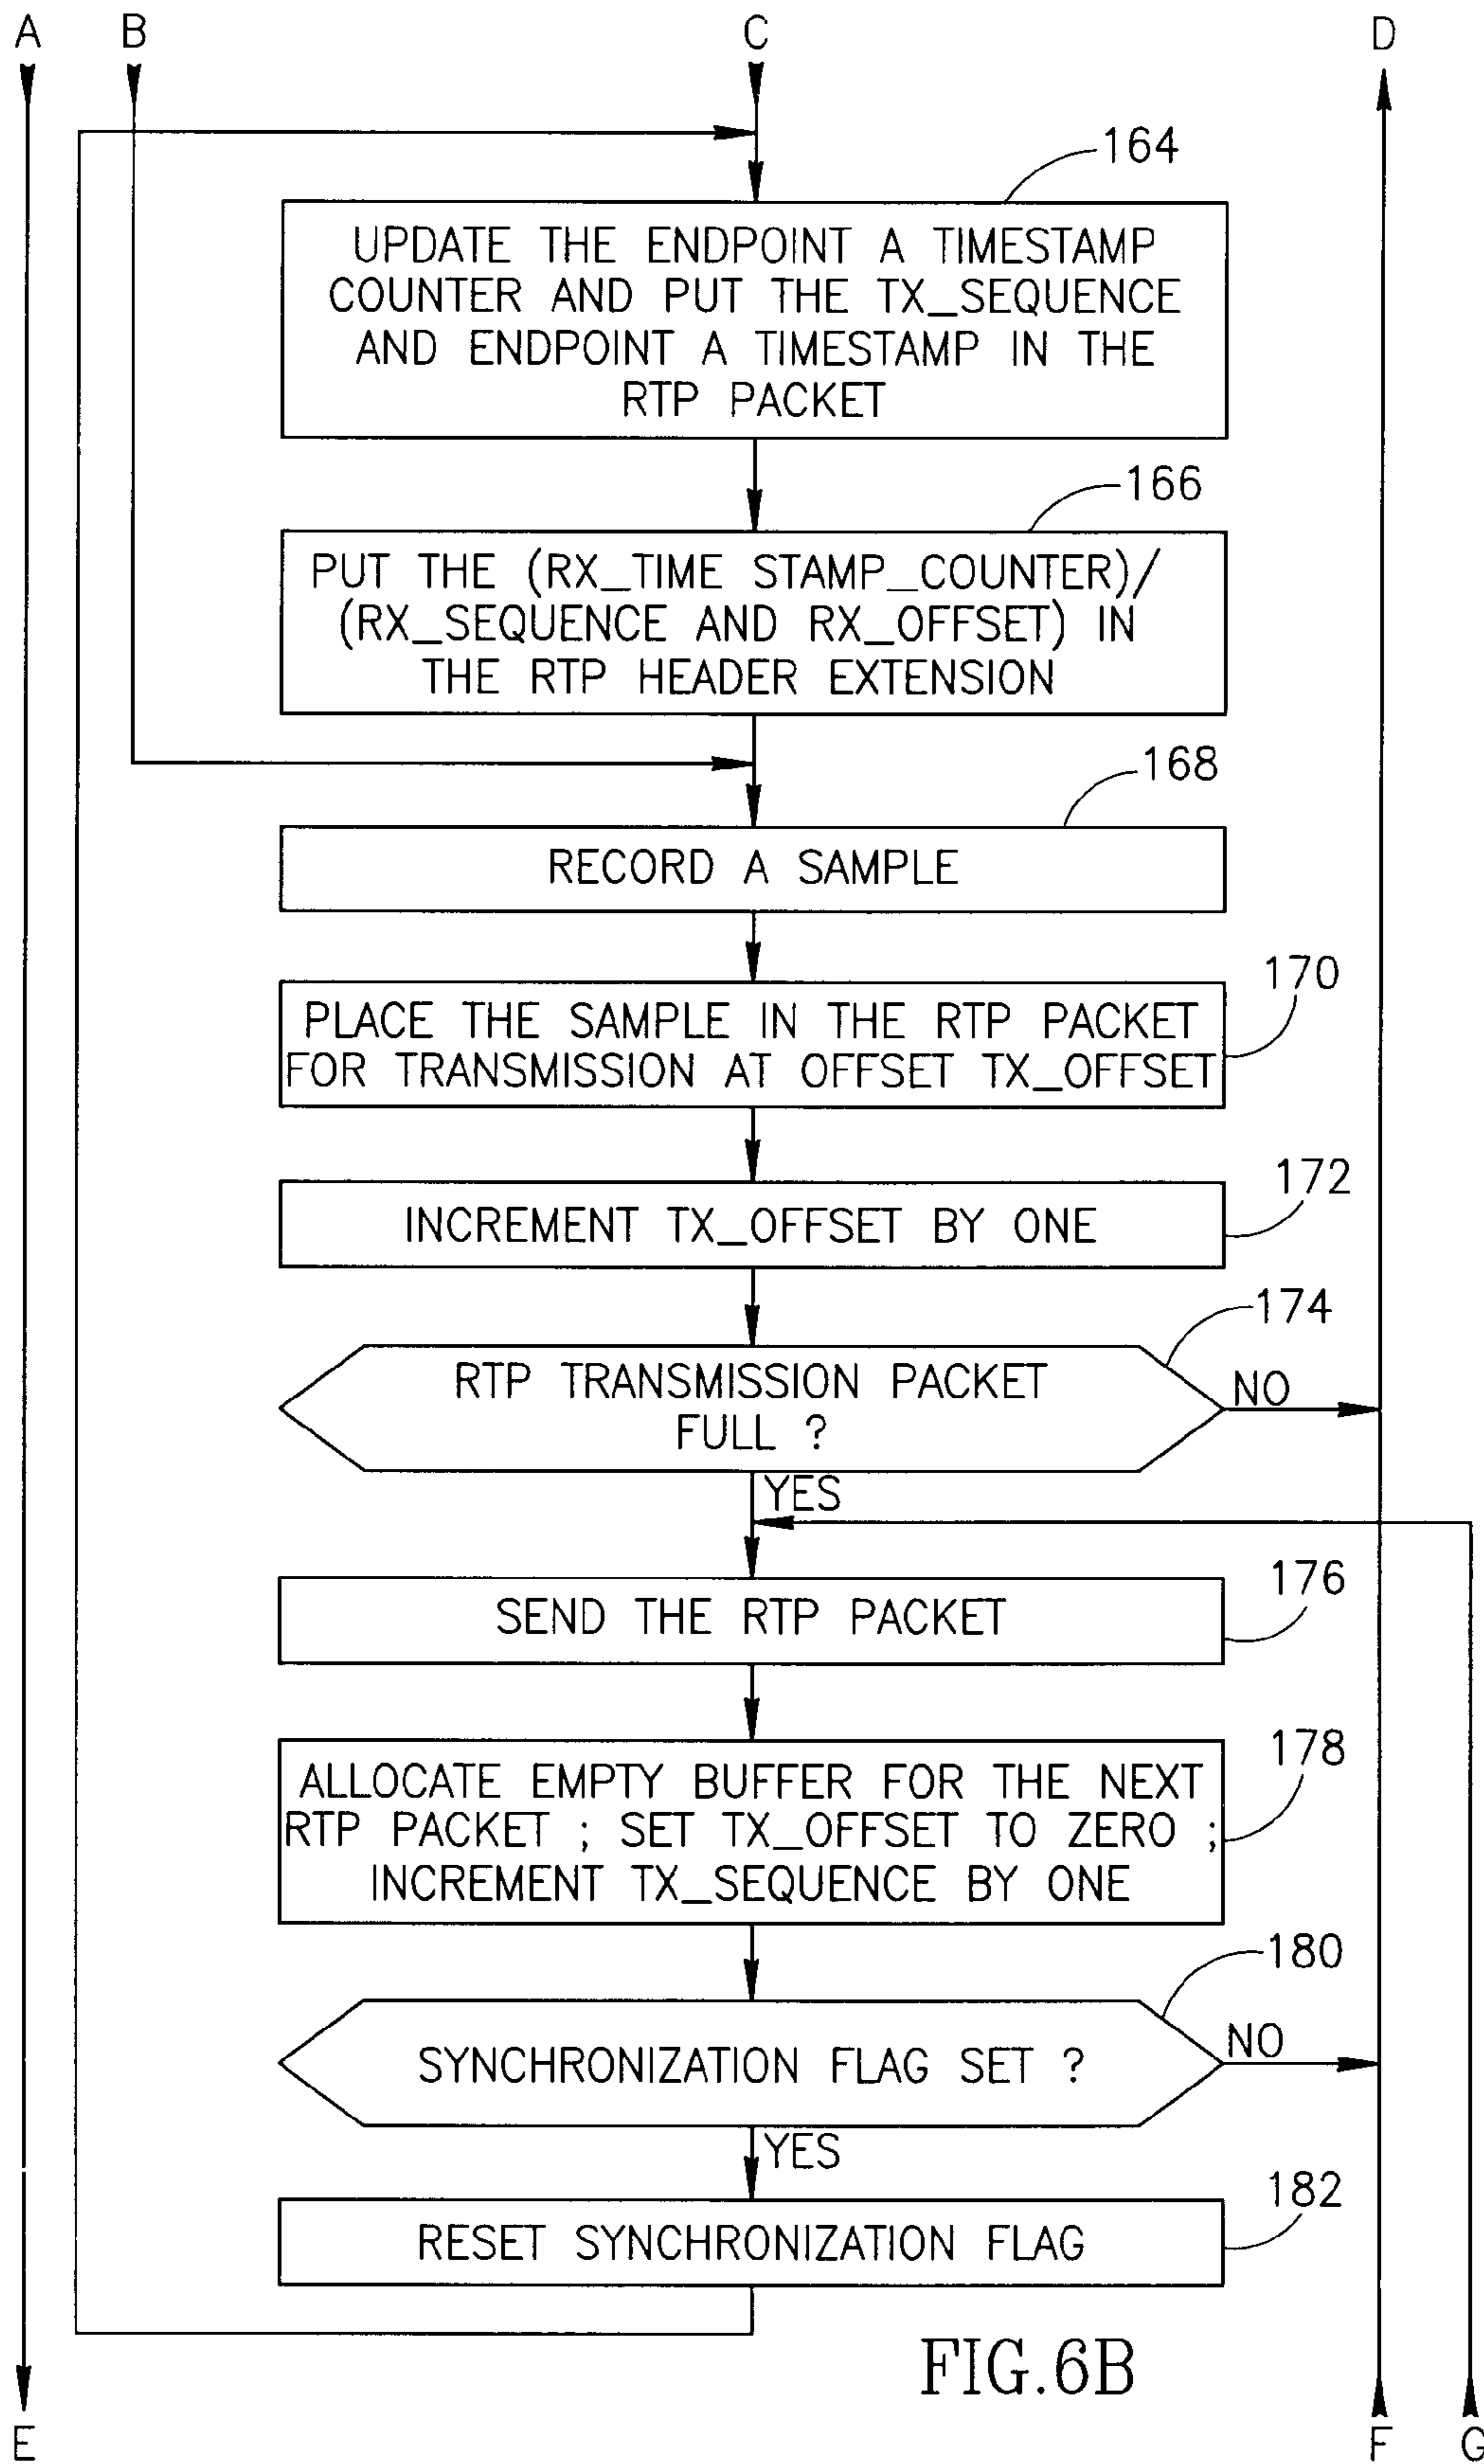 A B C D
164
UPDATE THE ENDPOINT A TIMESTAMP
COUNTER AND PUT THE TX_SEQUENCE
AND ENDPOINT A TIMESTAMP IN THE
RTP PACKET
166
PUT THE (RX_TIME STAMP_COUNTER)/
(RX_SEQUENCE AND RX_OFFSET) IN
THE RTP HEADER EXTENSION
168
RECORD A SAMPLE
170
PLACE THE SAMPLE IN THE RTP PACKET
FOR TRANSMISSION AT OFFSET TX_OFFSET
172
INCREMENT TX_OFFSET BY ONE
174
RTP TRANSMISSION PACKET
FULL ?
NO
YES
176
SEND THE RTP PACKET
178
ALLOCATE EMPTY BUFFER FOR THE NEXT
RTP PACKET ; SET TX_OFFSET TO ZERO ;
INCREMENT TX_SEQUENCE BY ONE
180
SYNCHRONIZATION FLAG SET ?
NO
YES
182
RESET SYNCHRONIZATION FLAG
FIG.6B
E F G